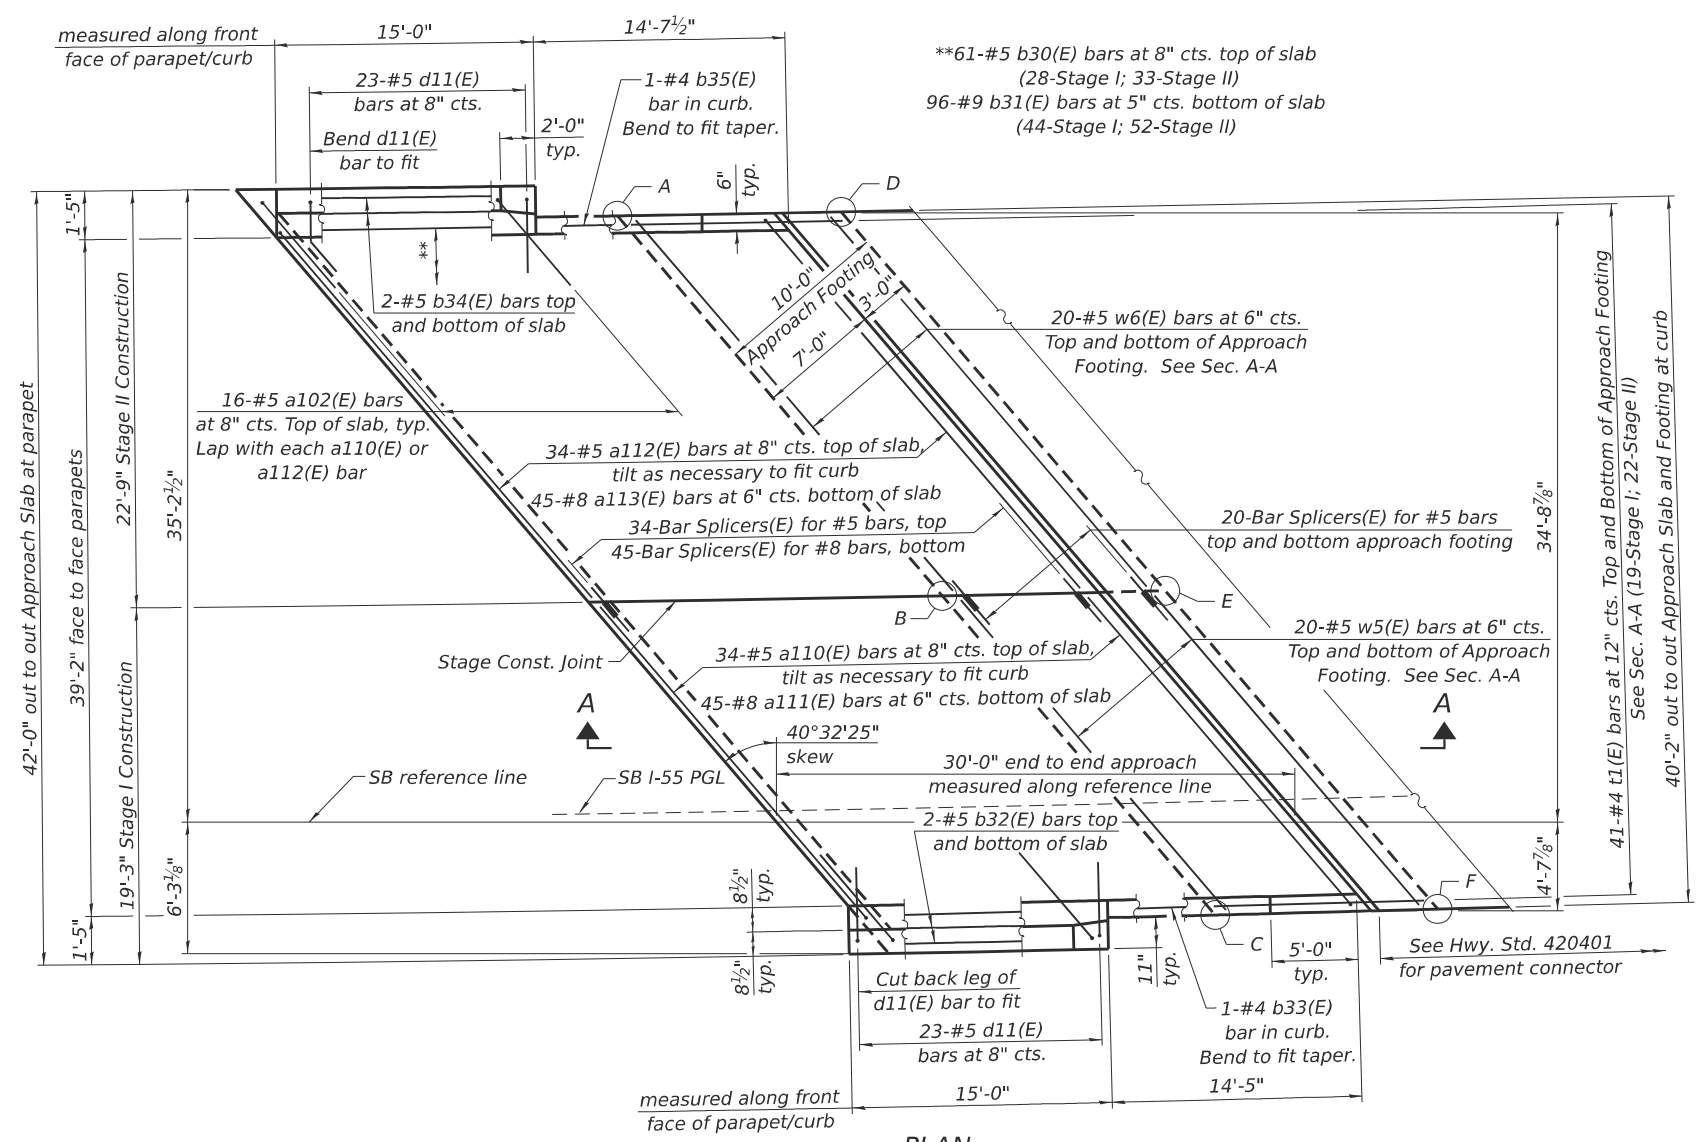 measured along front
face of parapet/curb
15'-0"
14'-7½"
23-#5 d11(E)
bars at 8" cts.
Bend d11(E)
bar to fit
2'-0"
typ.
1-#4 b35(E)
bar in curb.
Bend to fit taper.
**61-#5 b30(E) bars at 8" cts. top of slab
(28-Stage I; 33-Stage II)
96-#9 b31(E) bars at 5" cts. bottom of slab
(44-Stage I; 52-Stage II)
6"
typ.
A
D
1'-5"
**
2-#5 b34(E) bars top
and bottom of slab
10'-0"
Approach Footing
3'-0"
7'-0"
20-#5 w6(E) bars at 6" cts.
Top and bottom of Approach
Footing. See Sec. A-A
42'-0" out to out Approach Slab at parapet
39'-2" face to face parapets
22'-9" Stage II Construction
35'-2½"
16-#5 a102(E) bars
at 8" cts. Top of slab, typ.
Lap with each a110(E) or
a112(E) bar
34-#5 a112(E) bars at 8" cts. top of slab,
tilt as necessary to fit curb
45-#8 a113(E) bars at 6" cts. bottom of slab
34-Bar Splicers(E) for #5 bars, top
45-Bar Splicers(E) for #8 bars, bottom
20-Bar Splicers(E) for #5 bars
top and bottom approach footing
34'-8⅞"
41-#4 t1(E) bars at 12" cts. Top and Bottom of Approach Footing
See Sec. A-A (19-Stage I; 22-Stage II)
40'-2" out to out Approach Slab and Footing at curb
B
E
Stage Const. Joint
34-#5 a110(E) bars at 8" cts. top of slab,
tilt as necessary to fit curb
45-#8 a111(E) bars at 6" cts. bottom of slab
20-#5 w5(E) bars at 6" cts.
Top and bottom of Approach
Footing. See Sec. A-A
A
A
40°32'25"
skew
30'-0" end to end approach
measured along reference line
SB reference line
SB I-55 PGL
19'-3" Stage I Construction
6'-3⅛"
2-#5 b32(E) bars top
and bottom of slab
4'-7⅞"
8½"
typ.
F
C
1'-5"
8½"
typ.
Cut back leg of
d11(E) bar to fit
11"
typ.
5'-0"
typ.
See Hwy. Std. 420401
for pavement connector
23-#5 d11(E)
bars at 8" cts.
1-#4 b33(E)
bar in curb.
Bend to fit taper.
measured along front
face of parapet/curb
15'-0"
14'-5"
PLAN